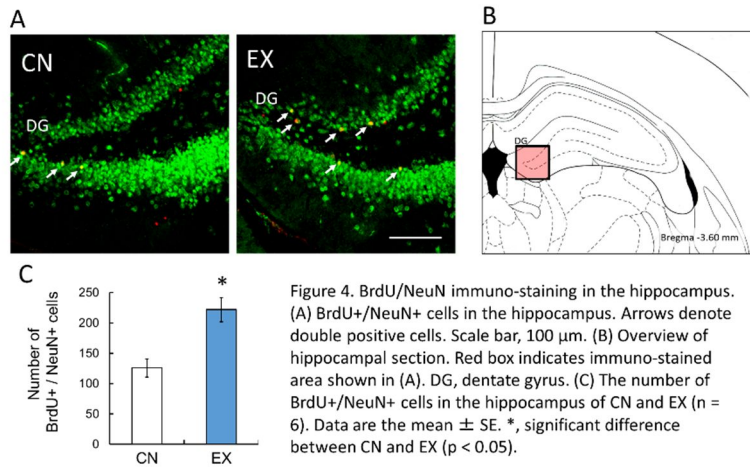 A
CN
DG
EX
DG
B
DG
Bregma -3.60 mm
C
Number of
BrdU+ / NeuN+ cells
250
200
150
100
50
0
*
CN
EX
Figure 4. BrdU/NeuN immuno-staining in the hippocampus.
(A) BrdU+/NeuN+ cells in the hippocampus. Arrows denote
double positive cells. Scale bar, 100 μm. (B) Overview of
hippocampal section. Red box indicates immuno-stained
area shown in (A). DG, dentate gyrus. (C) The number of
BrdU+/NeuN+ cells in the hippocampus of CN and EX (n =
6). Data are the mean ± SE. *, significant difference
between CN and EX (p < 0.05).